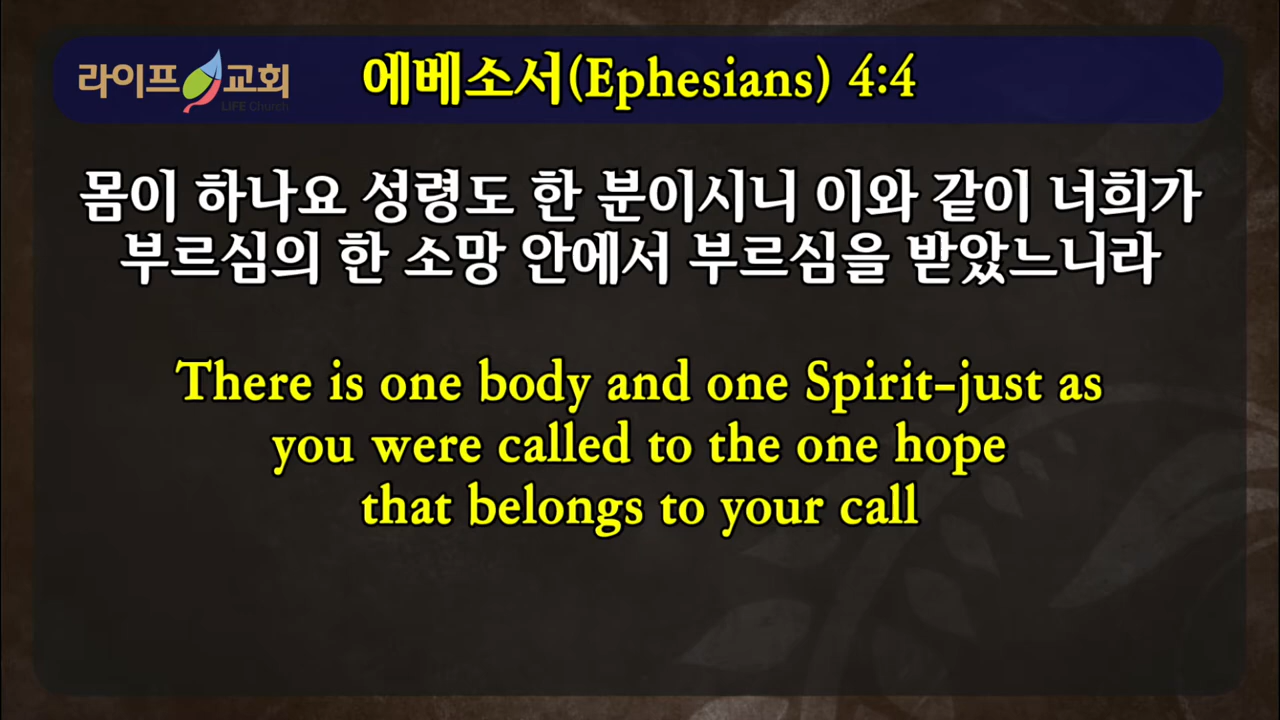 라이프교회
LIFE Church
에베소서(Ephesians) 4:4
몸이 하나요 성령도 한 분이시니 이와 같이 너희가
부르심의 한 소망 안에서 부르심을 받았느니라
There is one body and one Spirit-just as
you were called to the one hope
that belongs to your call